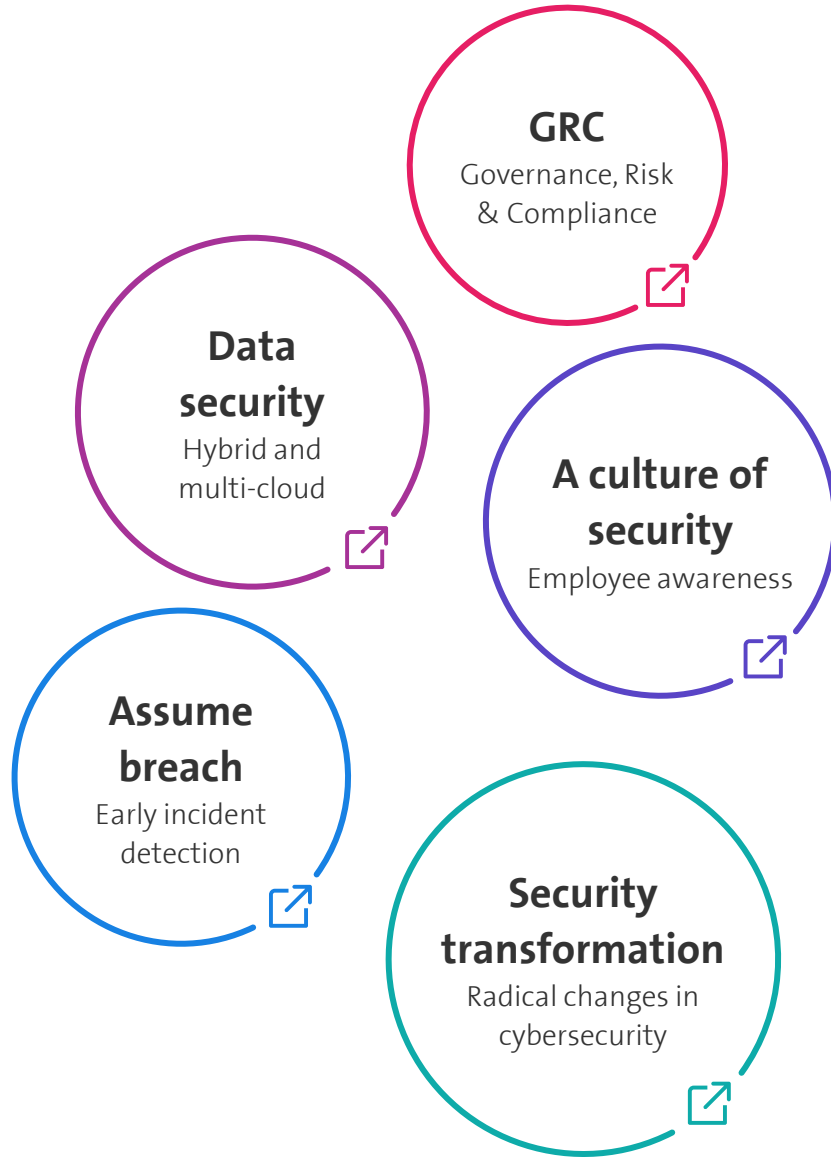 GRC
Governance, Risk
& Compliance
Data
security
Hybrid and
multi-cloud
A culture of
security
Employee awareness
Assume
breach
Early incident
detection
Security
transformation
Radical changes in
cybersecurity